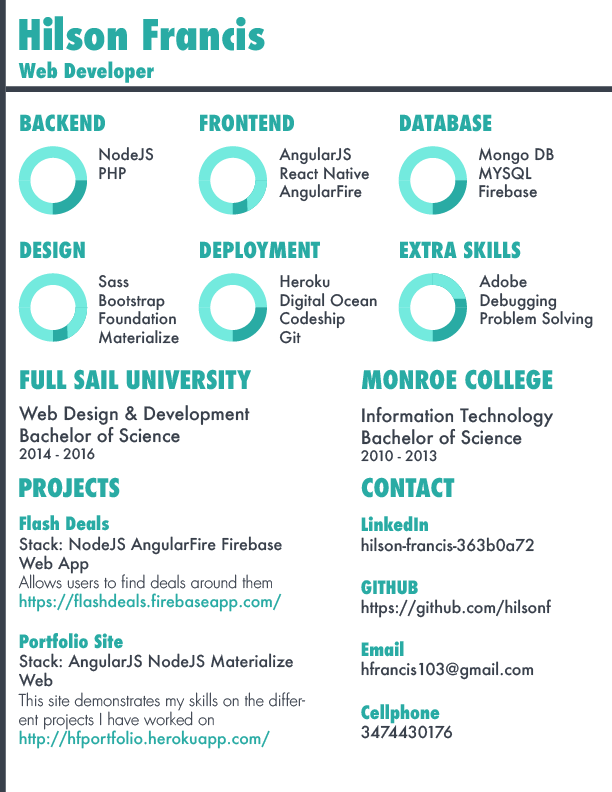 Hilson Francis
Web Developer
BACKEND
NodeJS
PHP
FRONTEND
AngularJS
React Native
AngularFire
DATABASE
Mongo DB
MYSQL
Firebase
DESIGN
Sass
Bootstrap
Foundation
Materialize
DEPLOYMENT
Heroku
Digital Ocean
Codeship
Git
EXTRA SKILLS
Adobe
Debugging
Problem Solving
FULL SAIL UNIVERSITY
Web Design & Development
Bachelor of Science
2014 - 2016
MONROE COLLEGE
Information Technology
Bachelor of Science
2010 - 2013
PROJECTS
Flash Deals
Stack: NodeJS AngularFire Firebase
Web App
Allows users to find deals around them
https://flashdeals.firebaseapp.com/
Portfolio Site
Stack: AngularJS NodeJS Materialize
Web
This site demonstrates my skills on the differ-
ent projects I have worked on
http://hfportfolio.herokuapp.com/
CONTACT
LinkedIn
hilson-francis-363b0a72
GITHUB
https://github.com/hilsonf
Email
hfrancis103@gmail.com
Cellphone
3474430176